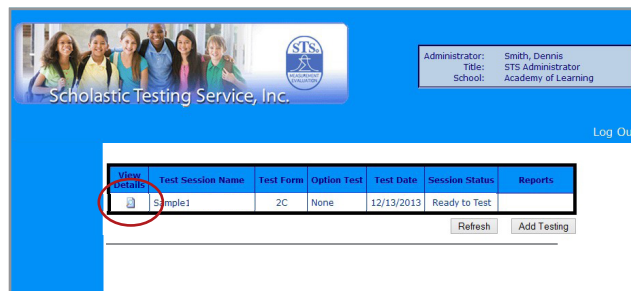 STS®
MEASUREMENT
EVALUATION
Scholastic Testing Service, Inc.
Administrator: Smith, Dennis
Title: STS Administrator
School: Academy of Learning
Log Ou
View Details Test Session Name Test Form Option Test Test Date Session Status Reports
Sample1 2C None 12/13/2013 Ready to Test
Refresh Add Testing